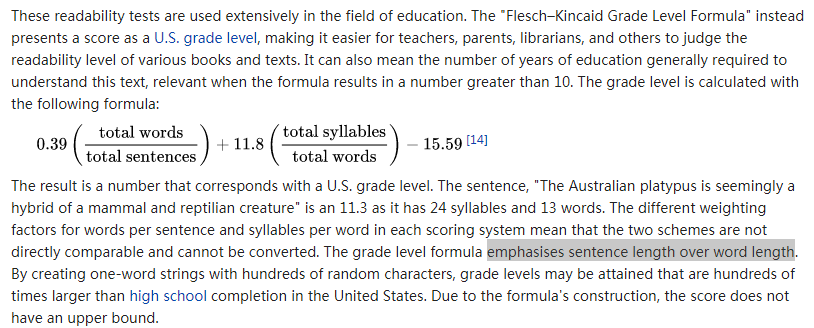 These readability tests are used extensively in the field of education. The "Flesch–Kincaid Grade Level Formula" instead
presents a score as a U.S. grade level, making it easier for teachers, parents, librarians, and others to judge the
readability level of various books and texts. It can also mean the number of years of education generally required to
understand this text, relevant when the formula results in a number greater than 10. The grade level is calculated with
the following formula:
0.39 ( total words / total sentences ) + 11.8 ( total syllables / total words ) − 15.59 [14]
The result is a number that corresponds with a U.S. grade level. The sentence, "The Australian platypus is seemingly a
hybrid of a mammal and reptilian creature" is an 11.3 as it has 24 syllables and 13 words. The different weighting
factors for words per sentence and syllables per word in each scoring system mean that the two schemes are not
directly comparable and cannot be converted. The grade level formula emphasises sentence length over word length.
By creating one-word strings with hundreds of random characters, grade levels may be attained that are hundreds of
times larger than high school completion in the United States. Due to the formula's construction, the score does not
have an upper bound.